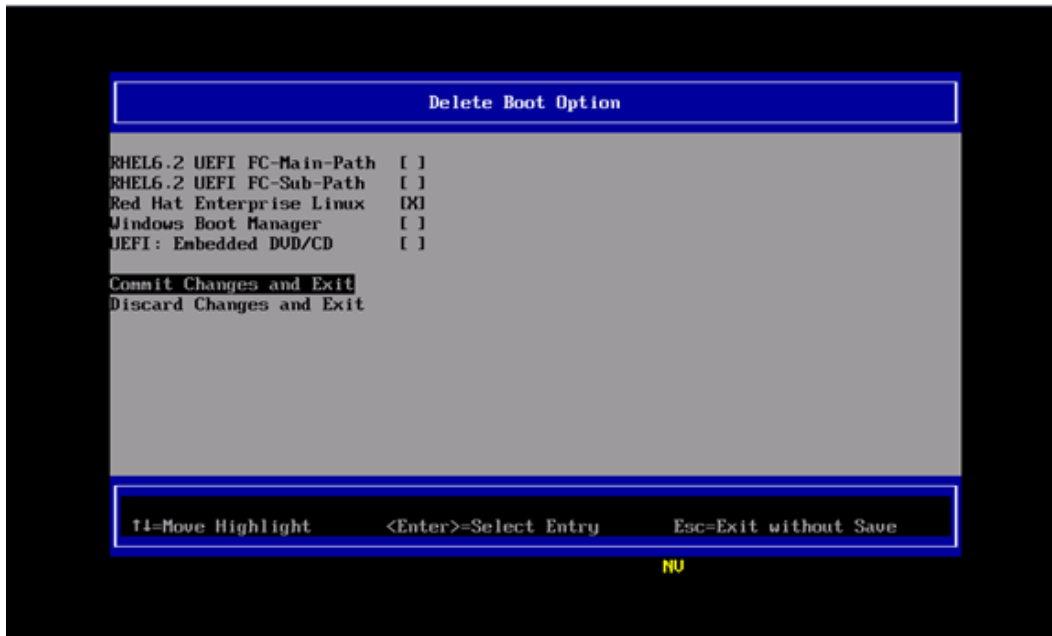 Delete Boot Option
RHEL6.2 UEFI FC-Main-Path [ ]
RHEL6.2 UEFI FC-Sub-Path [ ]
Red Hat Enterprise Linux [X]
Windows Boot Manager [ ]
UEFI: Embedded DVD/CD [ ]
Commit Changes and Exit
Discard Changes and Exit
↑↓=Move Highlight <Enter>=Select Entry Esc=Exit without Save
NV